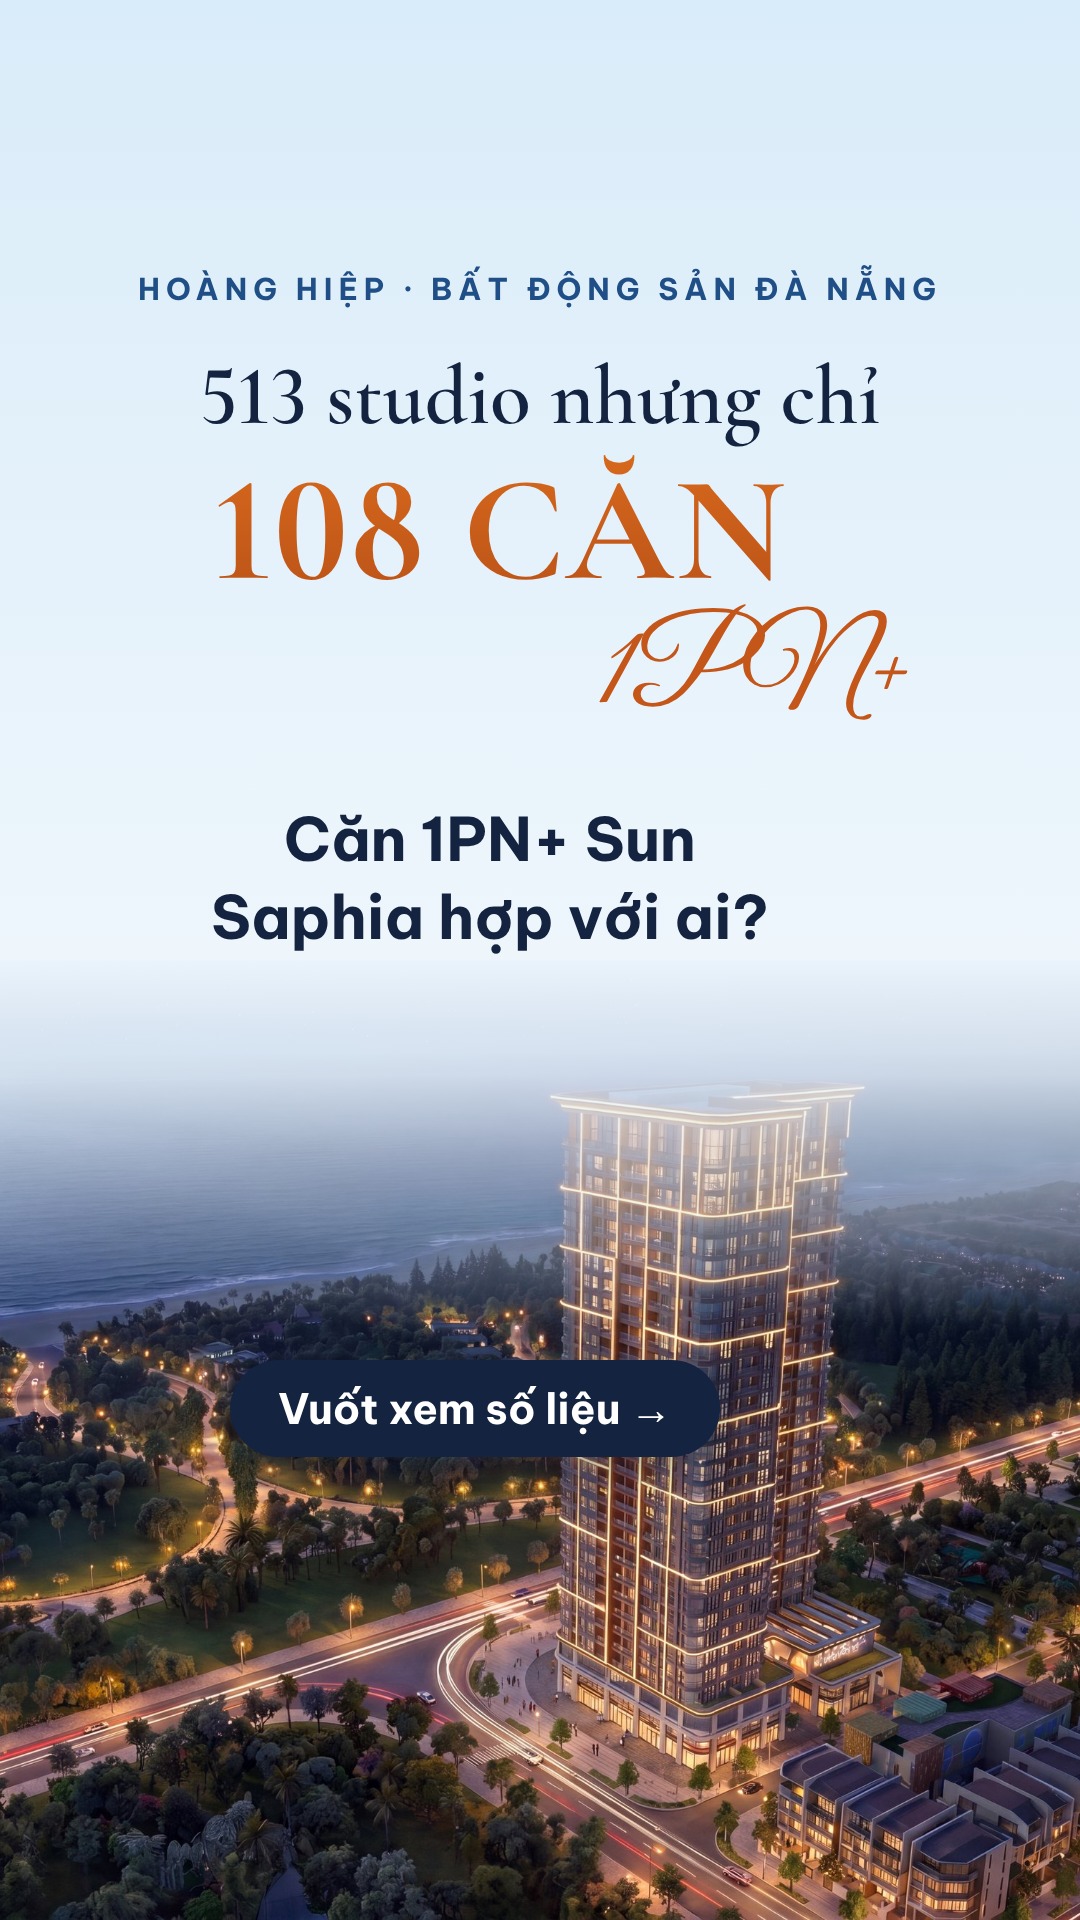 HOÀNG HIỆP · BẤT ĐỘNG SẢN ĐÀ NẴNG
513 studio nhưng chỉ
108 CĂN
1PN+
Căn 1PN+ Sun
Saphia hợp với ai?
Vuốt xem số liệu →